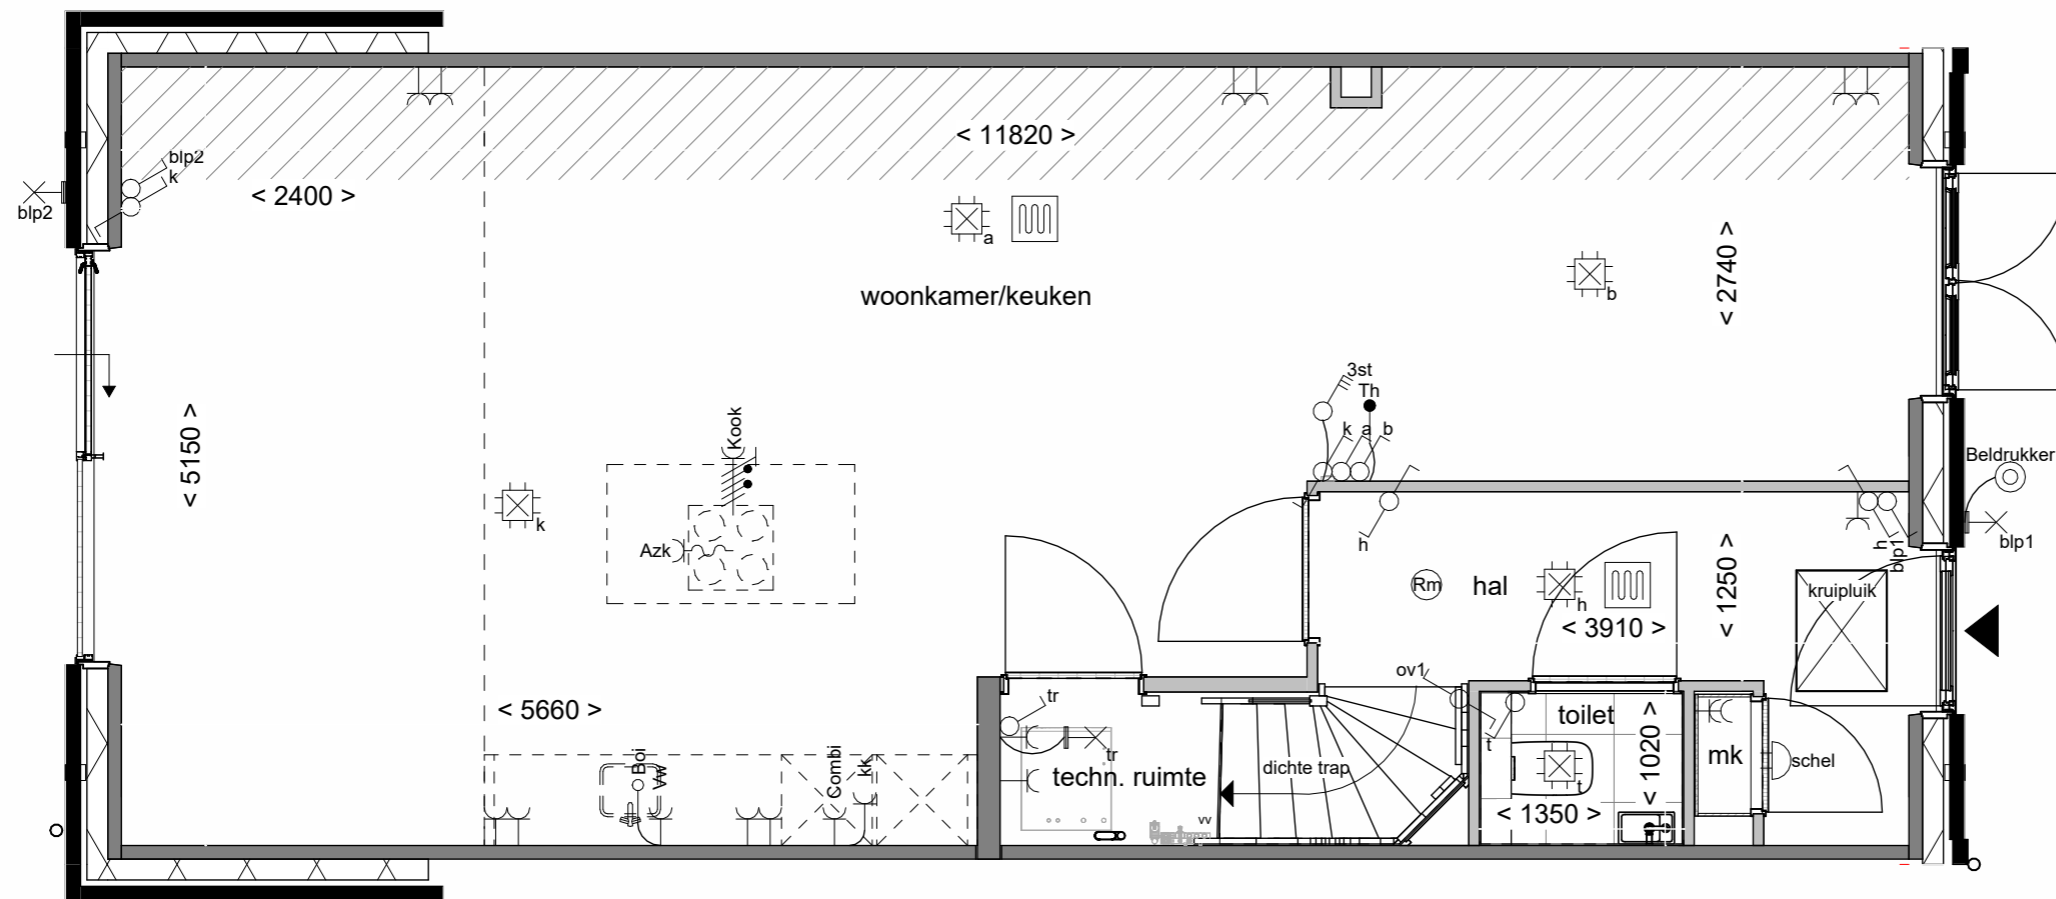 < 11820 >
blp2
k
blp2
< 2400 >
a
b
< 2740 >
woonkamer/keuken
3st
Th
k a b
Kook
< 5150 >
Beldrukker
k
Azk
h
h
blp1
blp1
Rm
hal
h
< 3910 >
< 1250 >
kruipluik
ov1
< 5660 >
tr
t
toilet
tr
techn. ruimte
dichte trap
Boi
Vw
Combi
kk
vv
t
< 1350 >
< 1020 >
mk
schel